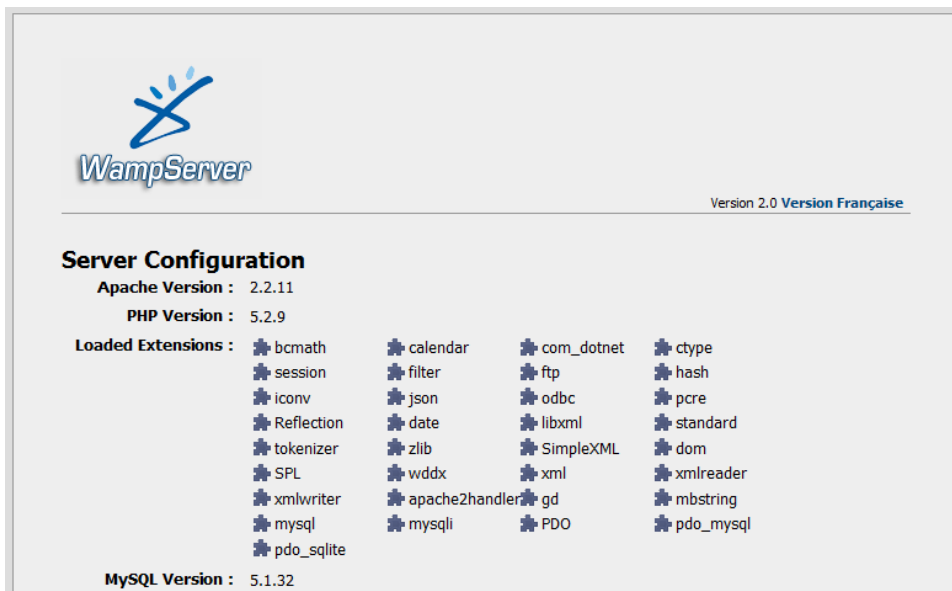 WampServer
Version 2.0 Version Française
Server Configuration
Apache Version : 2.2.11
PHP Version : 5.2.9
Loaded Extensions : bcmath calendar com_dotnet ctype
session filter ftp hash
iconv json odbc pcre
Reflection date libxml standard
tokenizer zlib SimpleXML dom
SPL wddx xml xmlreader
xmlwriter apache2handler gd mbstring
mysql mysqli PDO pdo_mysql
pdo_sqlite
MySQL Version : 5.1.32